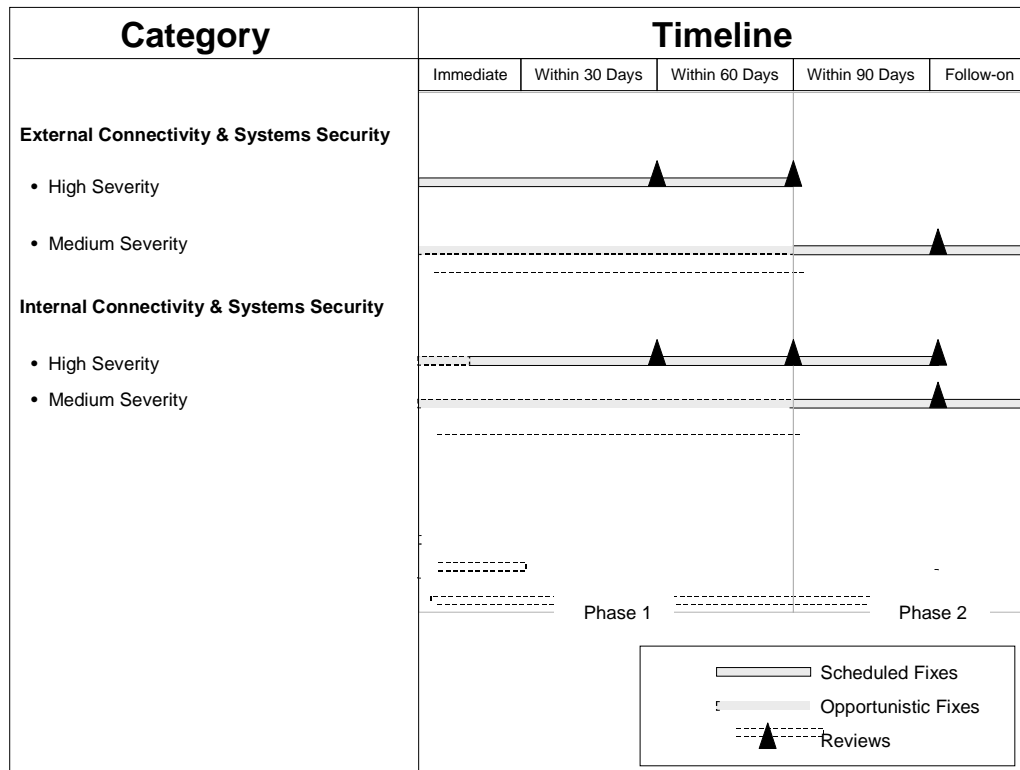 Category
Timeline
Immediate
Within 30 Days
Within 60 Days
Within 90 Days
Follow-on
External Connectivity & Systems Security
• High Severity
• Medium Severity
Internal Connectivity & Systems Security
• High Severity
• Medium Severity
Phase 1
Phase 2
Scheduled Fixes
Opportunistic Fixes
Reviews